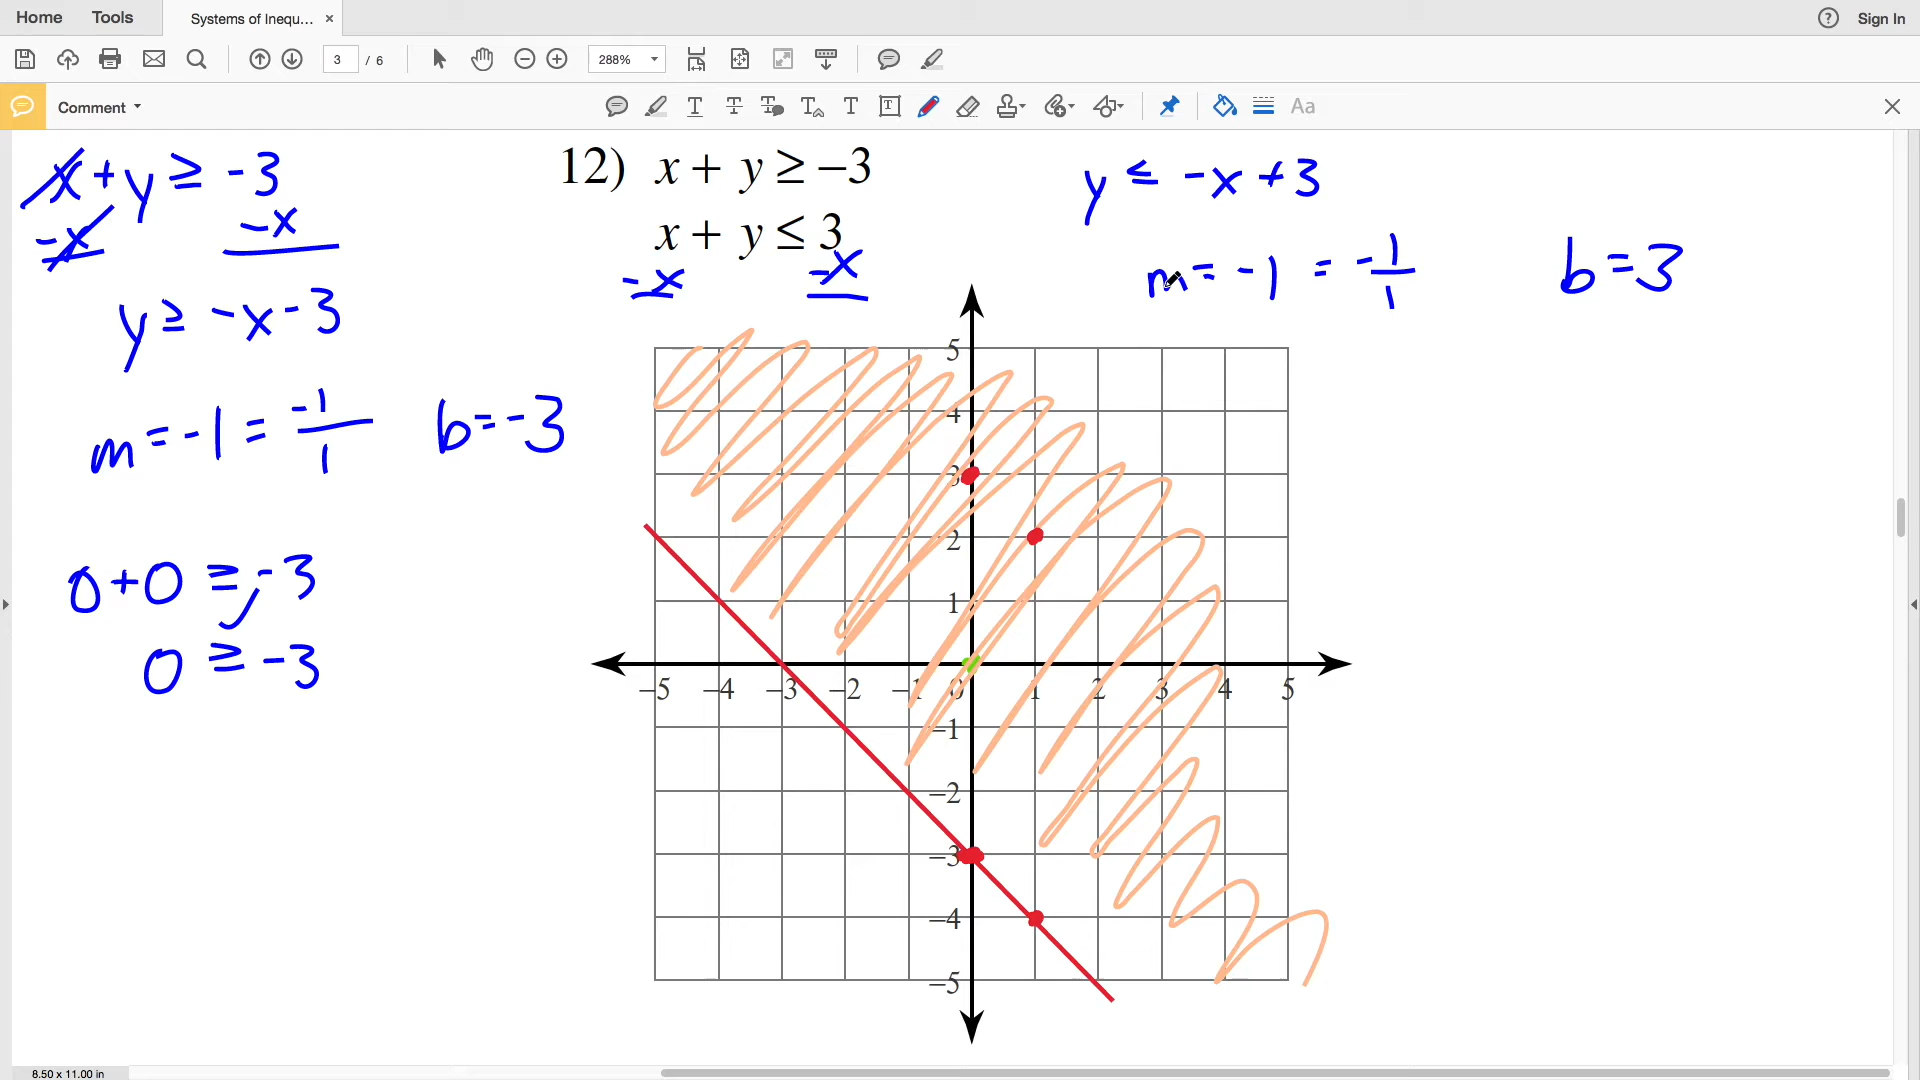 Home Tools Systems of Inequ... × ? Sign In
3 / 6 288%
Comment T T T T T T Aa
12) x + y ≥ −3
x + y ≤ 3
x + y ≥ -3
-x -x
y ≥ -x - 3
m = -1 = -1/1 b = -3
0 + 0 ≥ -3
0 ≥ -3
-x -x
y ≤ -x + 3
m = -1 = -1/1 b = 3
5
4
3
2
1
−5 −4 −3 −2 −1 0 1 2 3 4 5
−1
−2
−3
−4
−5
8.50 x 11.00 in